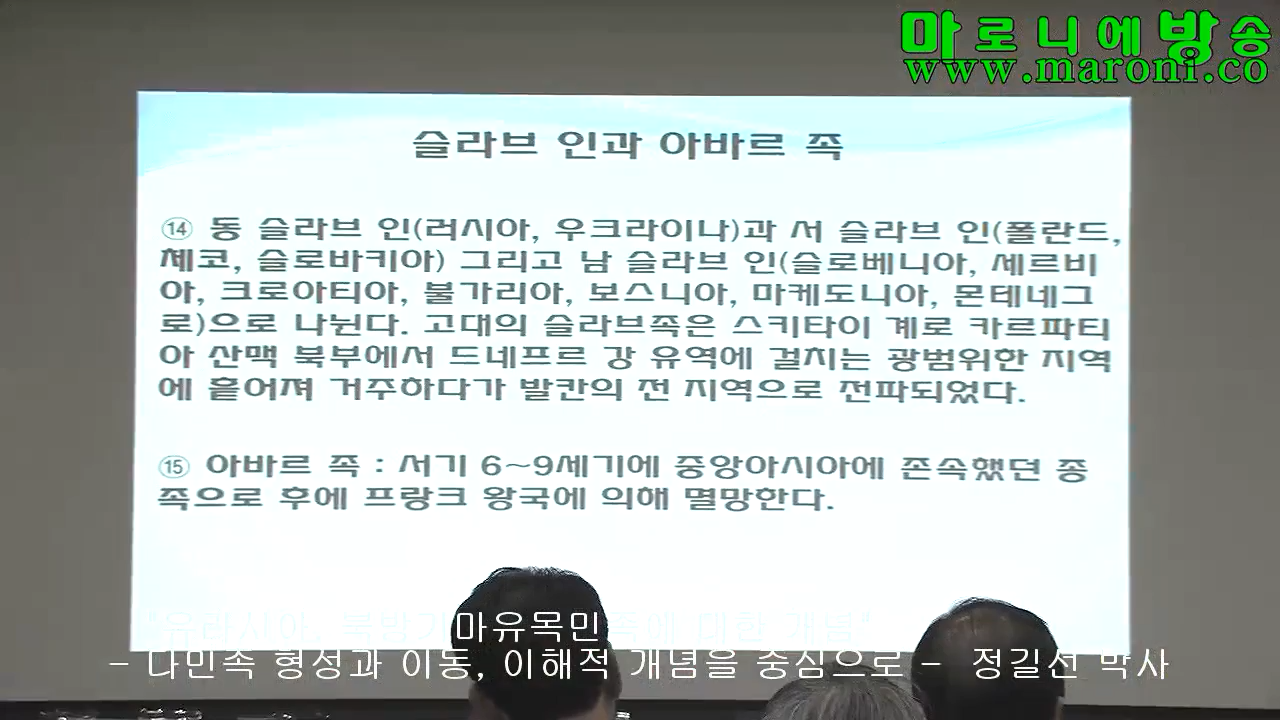 마로니에방송
www.maroni.co
슬라브 인과 아바르 족
⑭ 동 슬라브 인(러시아, 우크라이나)과 서 슬라브 인(폴란드,
체코, 슬로바키아) 그리고 남 슬라브 인(슬로베니아, 세르비
아, 크로아티아, 불가리아, 보스니아, 마케도니아, 몬테네그
로)으로 나뉜다. 고대의 슬라브족은 스키타이 계로 카르파티
아 산맥 북부에서 드네프르 강 유역에 걸치는 광범위한 지역
에 흩어져 거주하다가 발칸의 전 지역으로 전파되었다.
⑮ 아바르 족 : 서기 6~9세기에 중앙아시아에 존속했던 종
족으로 후에 프랑크 왕국에 의해 멸망한다.
"유라시아, 북방기마유목민족에 대한 개념"
- 다민속 형성과 이동, 이해적 개념을 중심으로 - 정길선 박사